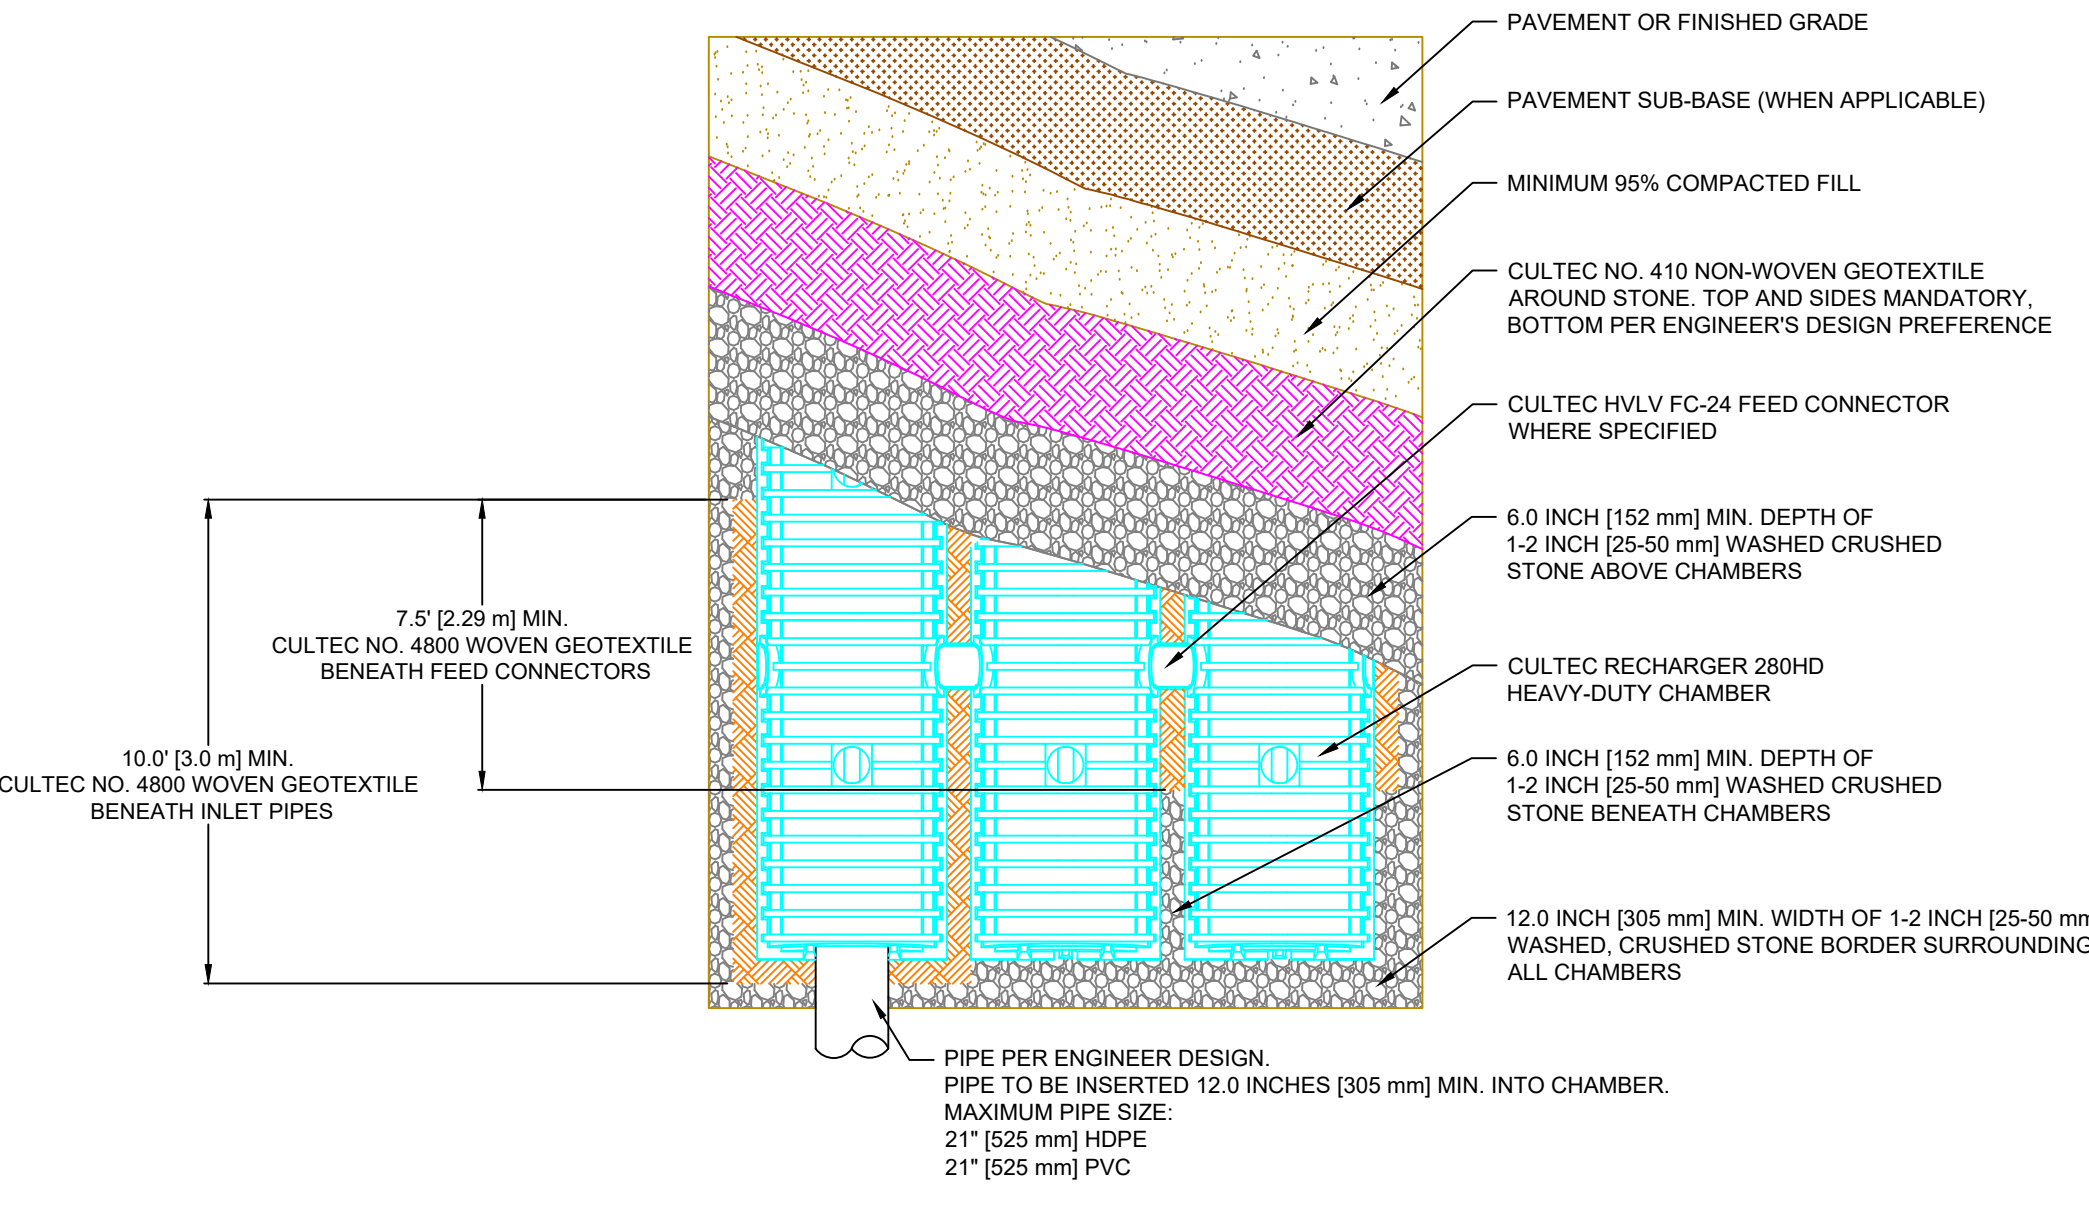 PAVEMENT OR FINISHED GRADE
PAVEMENT SUB-BASE (WHEN APPLICABLE)
MINIMUM 95% COMPACTED FILL
CULTEC NO. 410 NON-WOVEN GEOTEXTILE
AROUND STONE. TOP AND SIDES MANDATORY,
BOTTOM PER ENGINEER'S DESIGN PREFERENCE
CULTEC HVLV FC-24 FEED CONNECTOR
WHERE SPECIFIED
6.0 INCH [152 mm] MIN. DEPTH OF
1-2 INCH [25-50 mm] WASHED CRUSHED
STONE ABOVE CHAMBERS
7.5' [2.29 m] MIN.
CULTEC NO. 4800 WOVEN GEOTEXTILE
BENEATH FEED CONNECTORS
CULTEC RECHARGER 280HD
HEAVY-DUTY CHAMBER
10.0' [3.0 m] MIN.
CULTEC NO. 4800 WOVEN GEOTEXTILE
BENEATH INLET PIPES
6.0 INCH [152 mm] MIN. DEPTH OF
1-2 INCH [25-50 mm] WASHED CRUSHED
STONE BENEATH CHAMBERS
12.0 INCH [305 mm] MIN. WIDTH OF 1-2 INCH [25-50 mm
WASHED, CRUSHED STONE BORDER SURROUNDING
ALL CHAMBERS
PIPE PER ENGINEER DESIGN.
PIPE TO BE INSERTED 12.0 INCHES [305 mm] MIN. INTO CHAMBER.
MAXIMUM PIPE SIZE:
21" [525 mm] HDPE
21" [525 mm] PVC